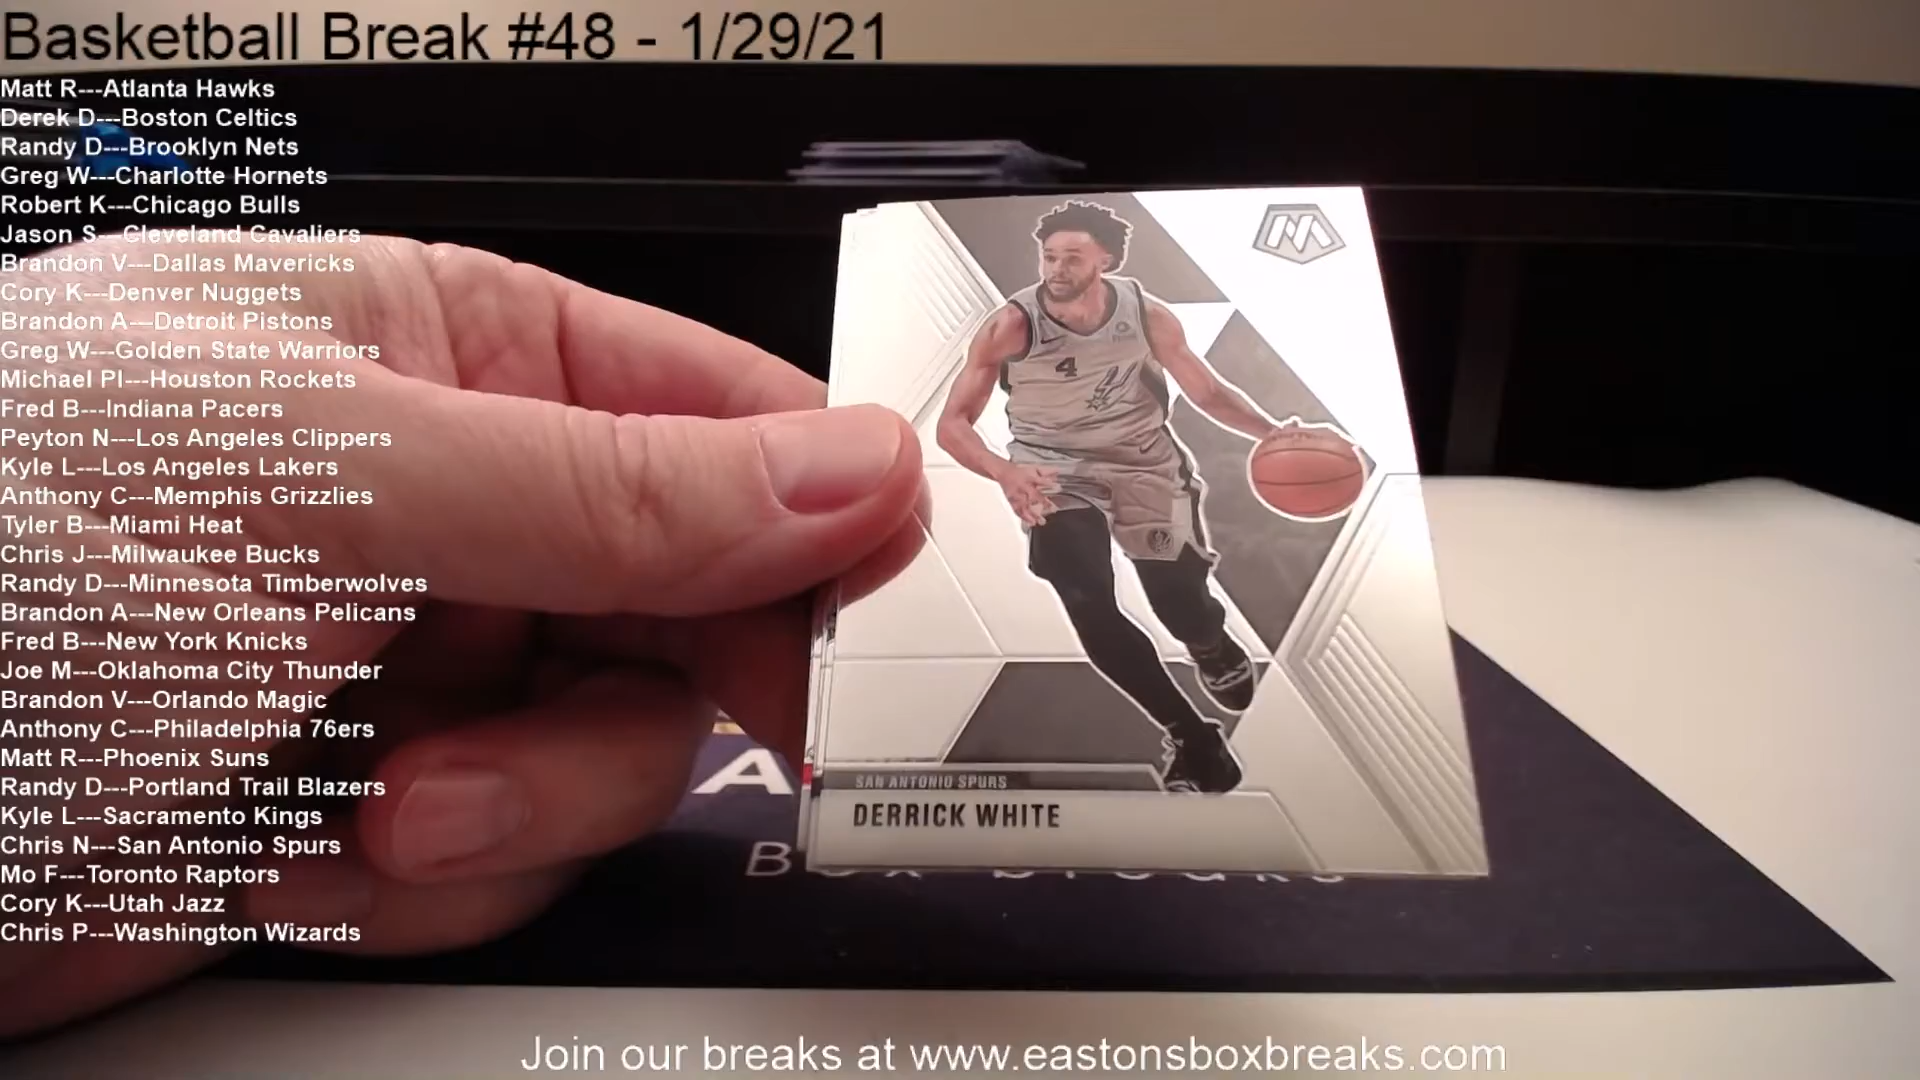 Basketball Break #48 - 1/29/21
Matt R---Atlanta Hawks
Derek D---Boston Celtics
Randy D---Brooklyn Nets
Greg W---Charlotte Hornets
Robert K---Chicago Bulls
Jason S---Cleveland Cavaliers
Brandon V---Dallas Mavericks
Cory K---Denver Nuggets
Brandon A---Detroit Pistons
Greg W---Golden State Warriors
Michael Pl---Houston Rockets
Fred B---Indiana Pacers
Peyton N---Los Angeles Clippers
Kyle L---Los Angeles Lakers
Anthony C---Memphis Grizzlies
Tyler B---Miami Heat
Chris J---Milwaukee Bucks
Randy D---Minnesota Timberwolves
Brandon A---New Orleans Pelicans
Fred B---New York Knicks
Joe M---Oklahoma City Thunder
Brandon V---Orlando Magic
Anthony C---Philadelphia 76ers
Matt R---Phoenix Suns
Randy D---Portland Trail Blazers
Kyle L---Sacramento Kings
Chris N---San Antonio Spurs
Mo F---Toronto Raptors
Cory K---Utah Jazz
Chris P---Washington Wizards
M
4
SAN ANTONIO SPURS
DERRICK WHITE
Join our breaks at www.eastonsboxbreaks.com